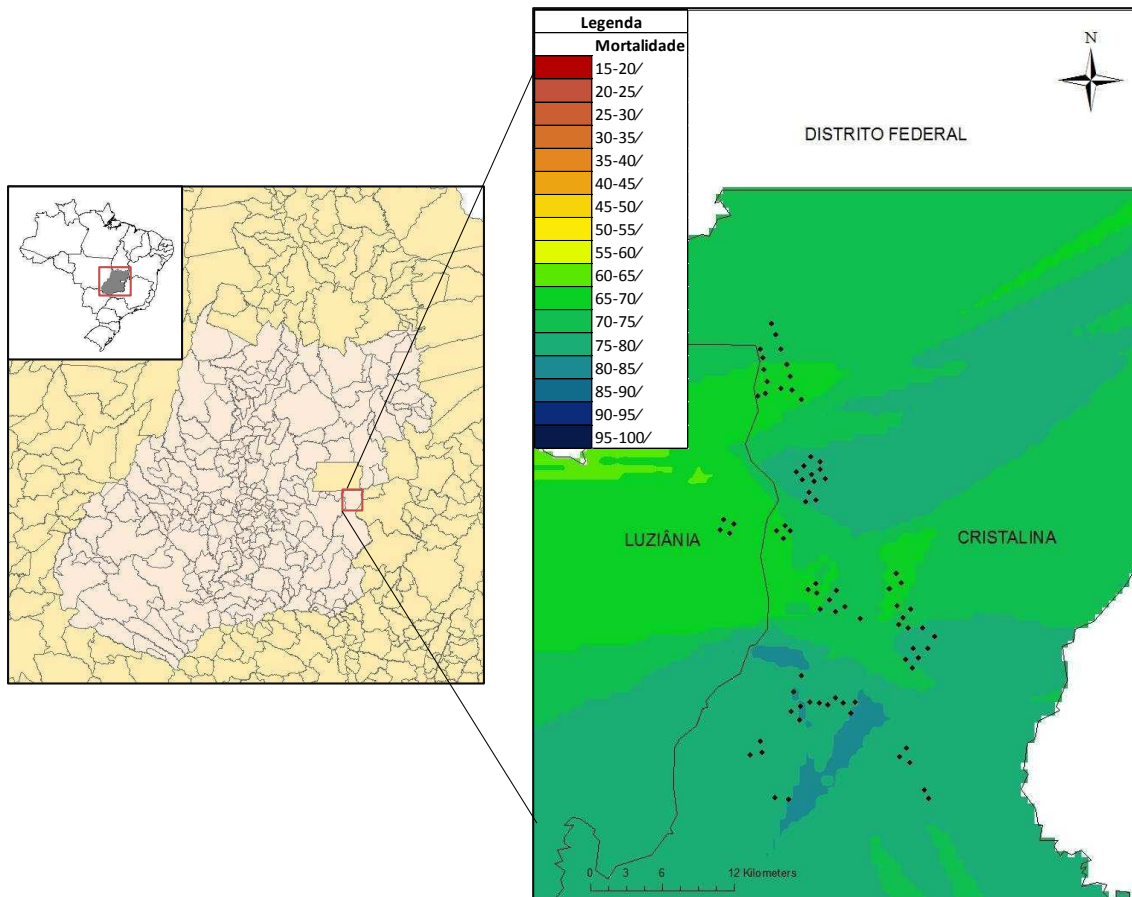 Legenda
Mortalidade
15-20⁄
20-25⁄
25-30⁄
30-35⁄
35-40⁄
40-45⁄
45-50⁄
50-55⁄
55-60⁄
60-65⁄
65-70⁄
70-75⁄
75-80⁄
80-85⁄
85-90⁄
90-95⁄
95-100⁄
N
DISTRITO FEDERAL
LUZIÂNIA
CRISTALINA
0 3 6 12 Kilometers